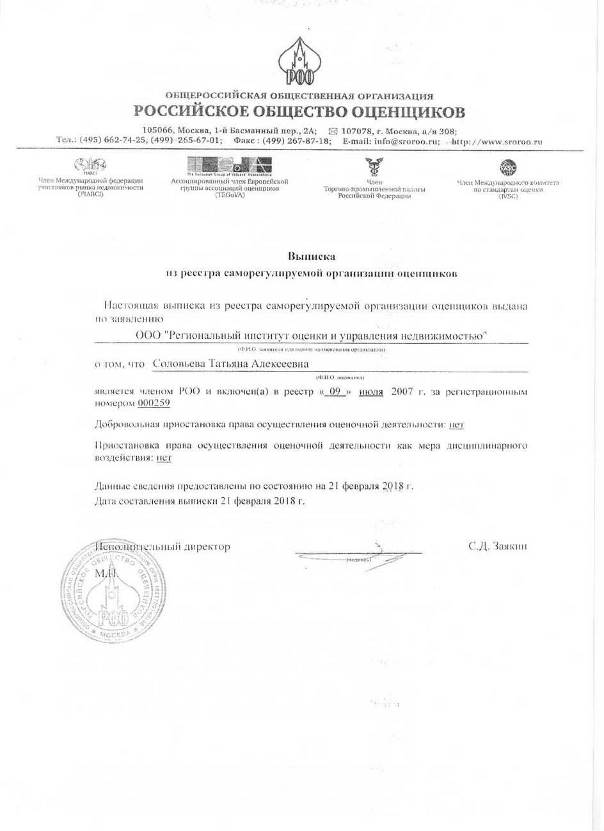 РОО
ОБЩЕРОССИЙСКАЯ ОБЩЕСТВЕННАЯ ОРГАНИЗАЦИЯ
РОССИЙСКОЕ ОБЩЕСТВО ОЦЕНЩИКОВ
105066, Москва, 1-й Басманный пер., 2А; 107078, г. Москва, а/я 308;
Тел.: (495) 662-74-25, (499) 265-67-01; Факс: (499) 267-87-18; E-mail: info@sroroo.ru; http://www.sroroo.ru
Член Международной федерации
участников рынка недвижимости
(FIABCI)
Ассоциированный член Европейской
группы ассоциаций оценщиков
(TEGoVA)
Член
Торгово-промышленной палаты
Российской Федерации
Член Международного комитета
по стандартам оценки
(IVSC)
Выписка
из реестра саморегулируемой организации оценщиков
Настоящая выписка из реестра саморегулируемой организации оценщиков выдана
по заявлению
ООО "Региональный институт оценки и управления недвижимостью"
о том, что Соловьева Татьяна Алексеевна
(Ф.И.О. оценщика)
является членом РОО и включен(а) в реестр « 09 » июля 2007 г. за регистрационным
номером 000259
Добровольная приостановка права осуществления оценочной деятельности: нет
Приостановка права осуществления оценочной деятельности как мера дисциплинарного
воздействия: нет
Данные сведения предоставлены по состоянию на 21 февраля 2018 г.
Дата составления выписки 21 февраля 2018 г.
Исполнительный директор
(подпись)
С.Д. Заякин
М.П.
РОССИЙСКОЕ ОБЩЕСТВО ОЦЕНЩИКОВ
РОО
МОСКВА